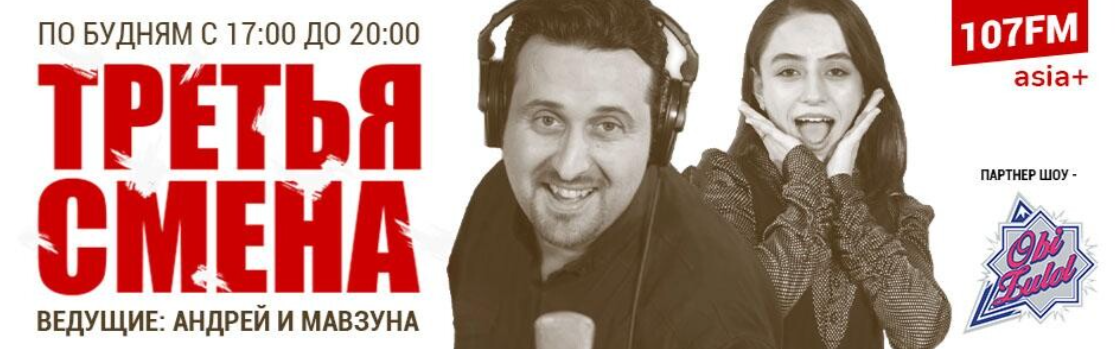 ПО БУДНЯМ С 17:00 ДО 20:00
ТРЕТЬЯ
СМЕНА
ВЕДУЩИЕ: АНДРЕЙ И МАВЗУНА
107FM
asia+
ПАРТНЕР ШОУ -
Obi
Zulol